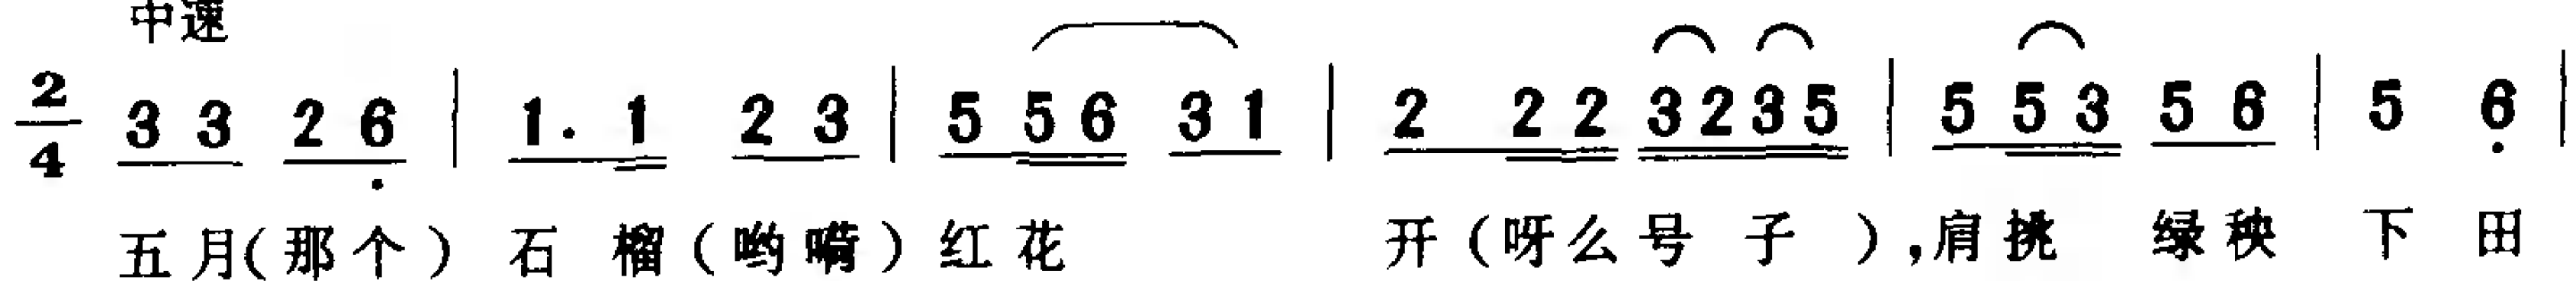 中速
2/4 3 3 2 6 | 1. 1 2 3 | 5 5 6 3 1 | 2 2 2 3 2 3 5 | 5 5 3 5 6 | 5 6 |
五月(那个)石榴(哟嗬)红花开(呀么号子),肩挑绿秧下田